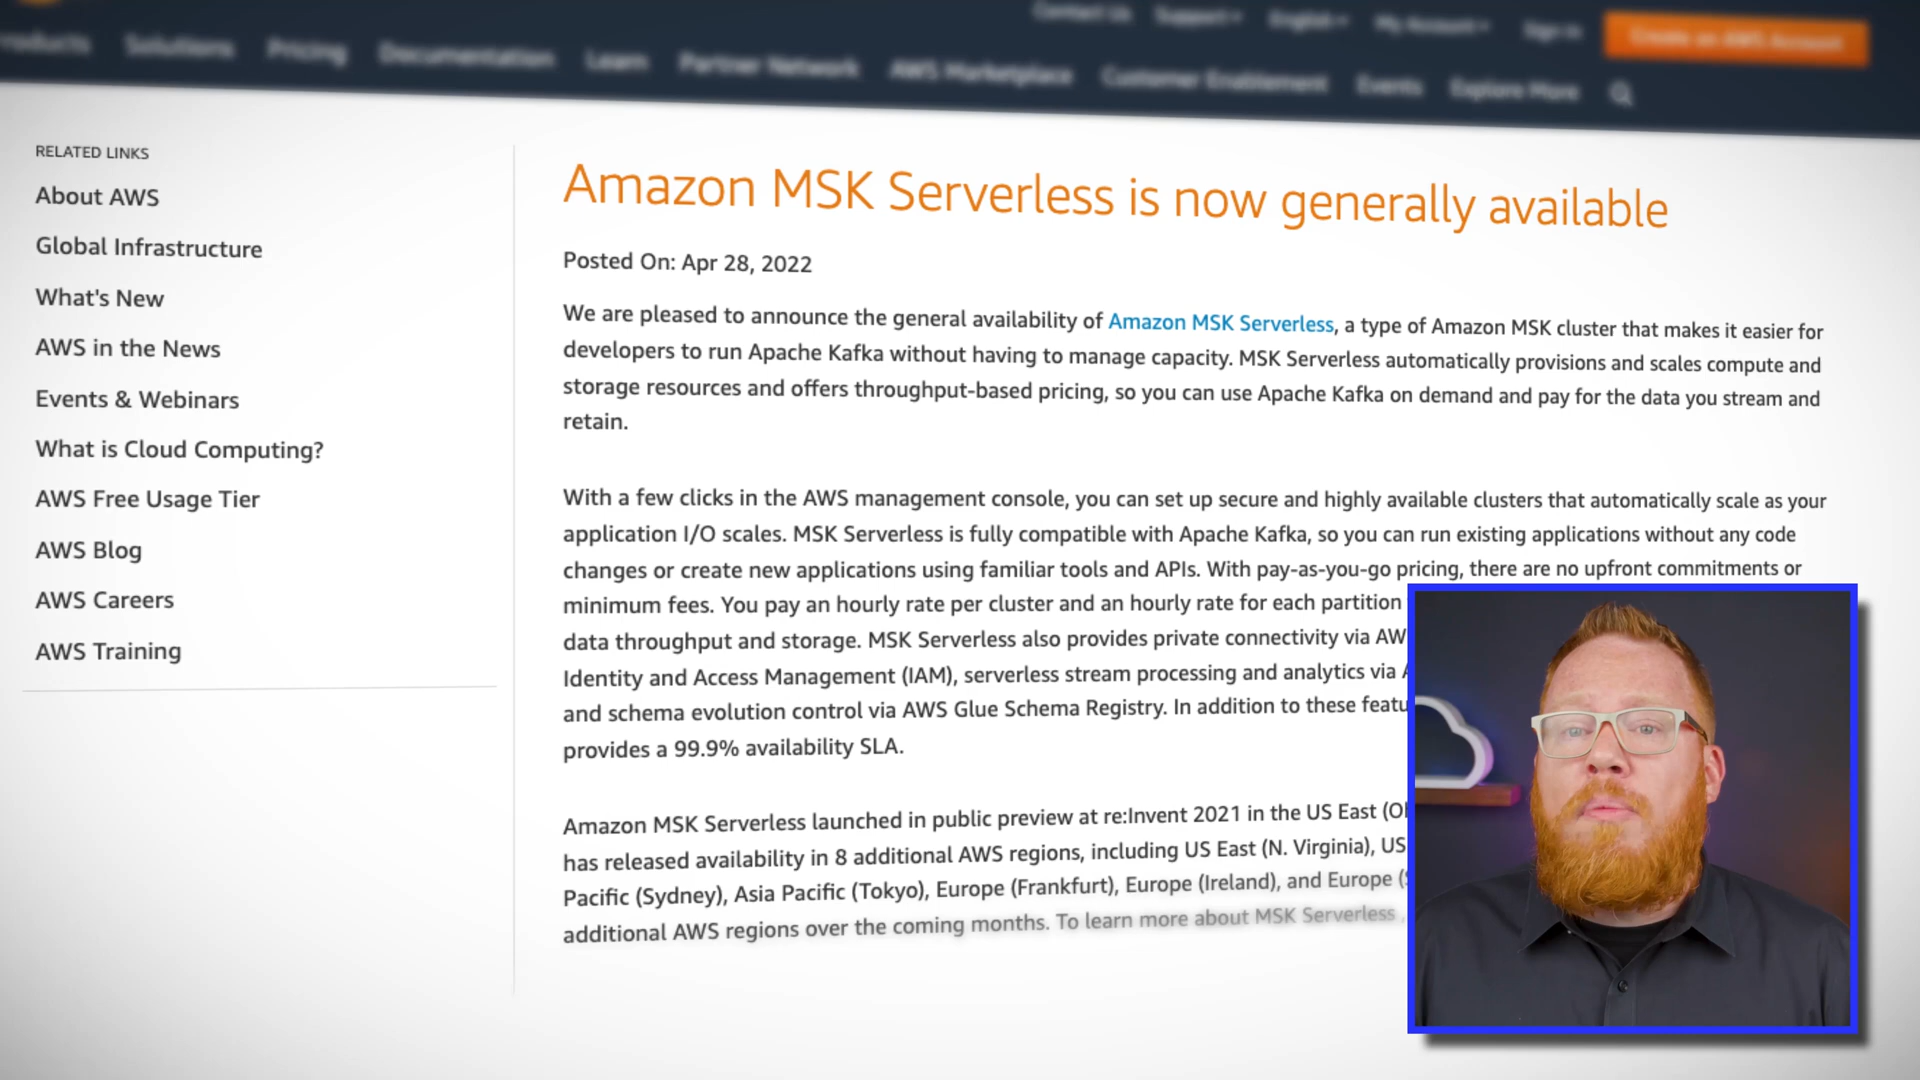 Contact Us Support English My Account Sign In Create an AWS Account
Products Solutions Pricing Documentation Learn Partner Network AWS Marketplace Customer Enablement Events Explore More
RELATED LINKS
About AWS
Global Infrastructure
What's New
AWS in the News
Events & Webinars
What is Cloud Computing?
AWS Free Usage Tier
AWS Blog
AWS Careers
AWS Training
Amazon MSK Serverless is now generally available
Posted On: Apr 28, 2022
We are pleased to announce the general availability of Amazon MSK Serverless, a type of Amazon MSK cluster that makes it easier for
developers to run Apache Kafka without having to manage capacity. MSK Serverless automatically provisions and scales compute and
storage resources and offers throughput-based pricing, so you can use Apache Kafka on demand and pay for the data you stream and
retain.
With a few clicks in the AWS management console, you can set up secure and highly available clusters that automatically scale as your
application I/O scales. MSK Serverless is fully compatible with Apache Kafka, so you can run existing applications without any code
changes or create new applications using familiar tools and APIs. With pay-as-you-go pricing, there are no upfront commitments or
minimum fees. You pay an hourly rate per cluster and an hourly rate for each partition
data throughput and storage. MSK Serverless also provides private connectivity via AW
Identity and Access Management (IAM), serverless stream processing and analytics via A
and schema evolution control via AWS Glue Schema Registry. In addition to these featu
provides a 99.9% availability SLA.
Amazon MSK Serverless launched in public preview at re:Invent 2021 in the US East (O
has released availability in 8 additional AWS regions, including US East (N. Virginia), US
Pacific (Sydney), Asia Pacific (Tokyo), Europe (Frankfurt), Europe (Ireland), and Europe (
additional AWS regions over the coming months. To learn more about MSK Serverless ,